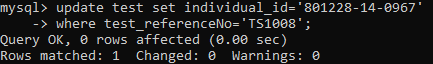 mysql> update test set individual_id='801228-14-0967'
    -> where test_referenceNo='TS1008';
Query OK, 0 rows affected (0.00 sec)
Rows matched: 1  Changed: 0  Warnings: 0